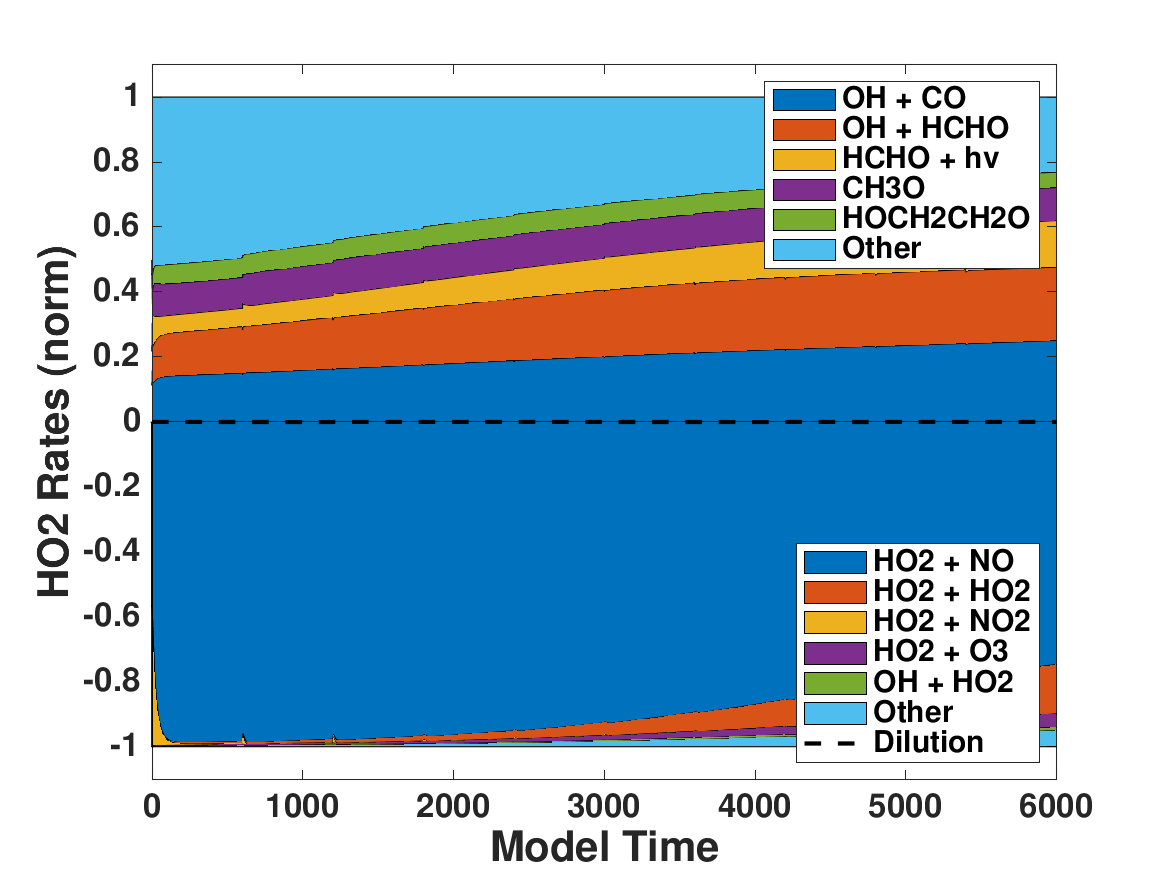 1
0.8
0.6
0.4
0.2
0
-0.2
-0.4
-0.6
-0.8
-1
HO2 Rates (norm)
OH + CO
OH + HCHO
HCHO + hv
CH3O
HOCH2CH2O
Other
HO2 + NO
HO2 + HO2
HO2 + NO2
HO2 + O3
OH + HO2
Other
Dilution
0 1000 2000 3000 4000 5000 6000
Model Time